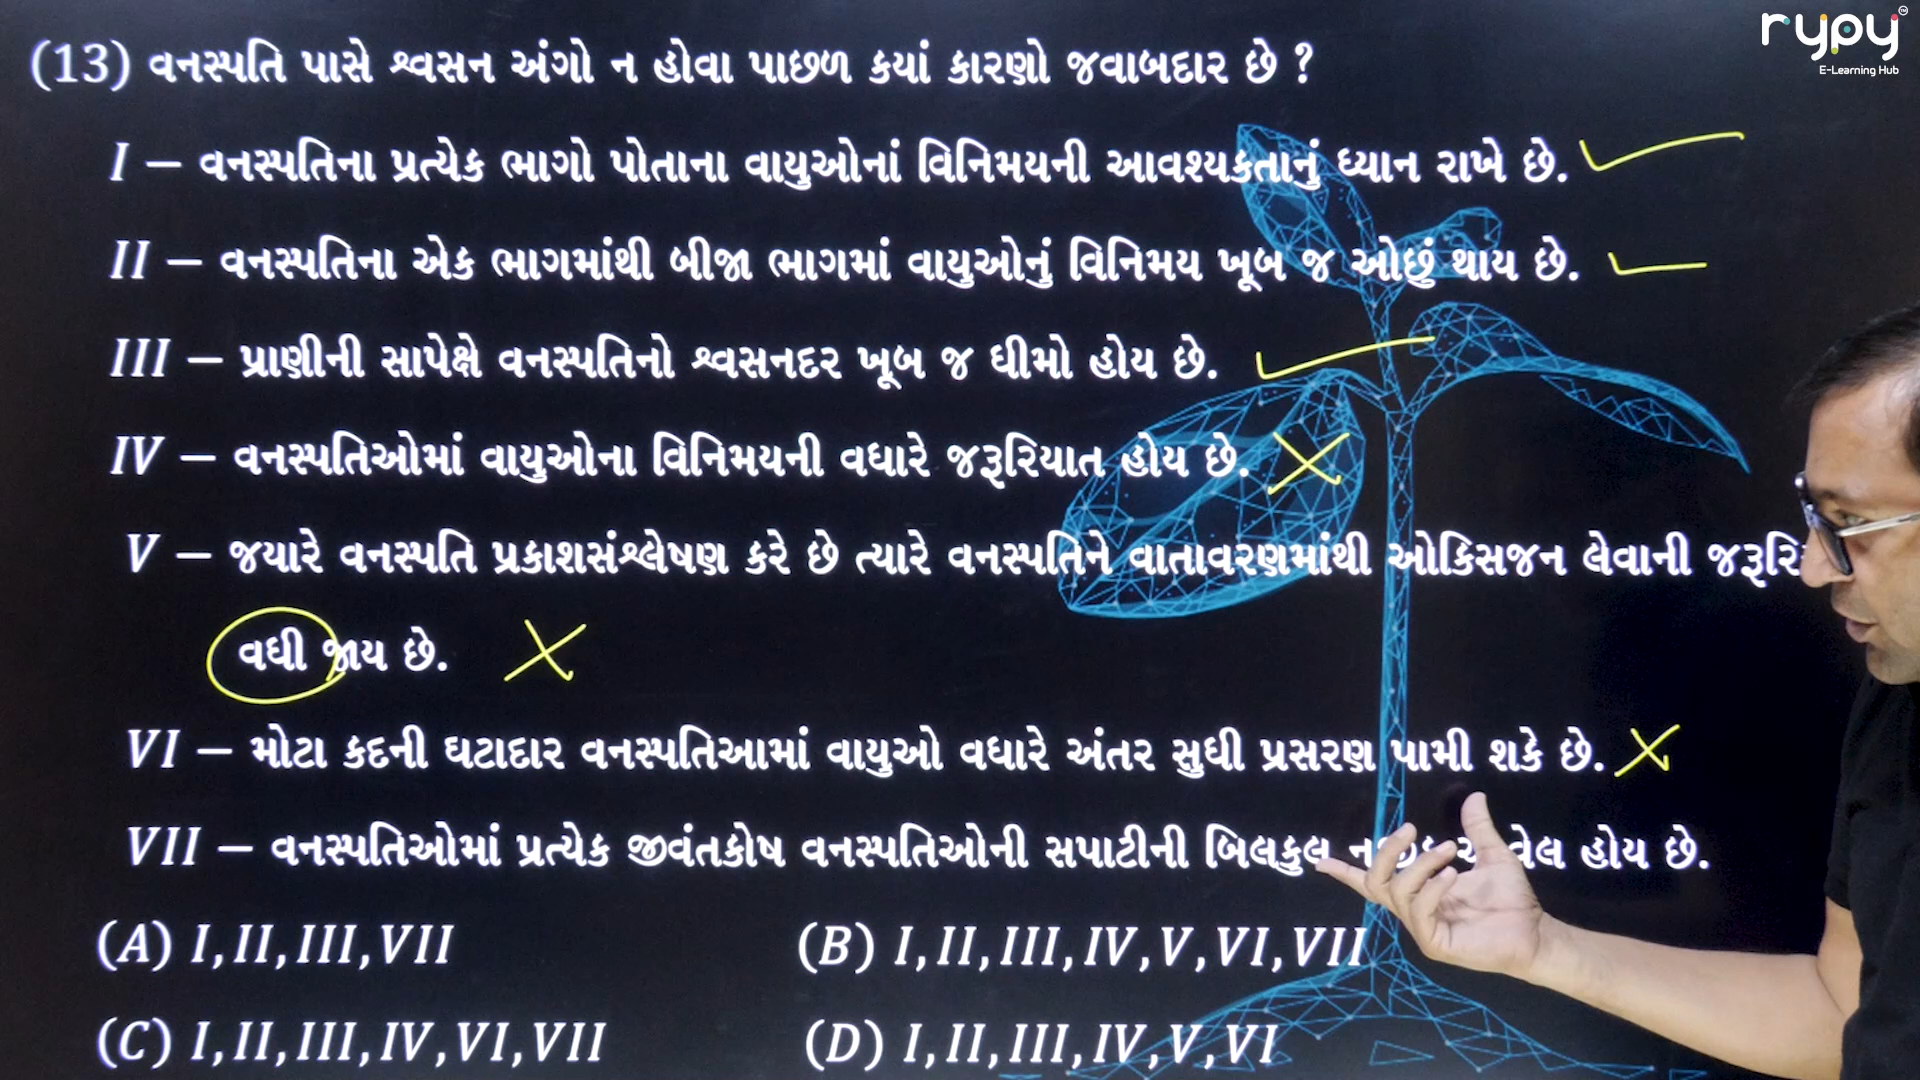 rypy
E-Learning Hub
(13) વનસ્પતિ પાસે શ્વસન અંગો ન હોવા પાછળ કયાં કારણો જવાબદાર છે ?
I – વનસ્પતિના પ્રત્યેક ભાગો પોતાના વાયુઓનાં વિનિમયની આવશ્યકતાનું ધ્યાન રાખે છે.
II – વનસ્પતિના એક ભાગમાંથી બીજા ભાગમાં વાયુઓનું વિનિમય ખૂબ જ ઓછું થાય છે.
III – પ્રાણીની સાપેક્ષે વનસ્પતિનો શ્વસનદર ખૂબ જ ધીમો હોય છે.
IV – વનસ્પતિઓમાં વાયુઓના વિનિમયની વધારે જરૂરિયાત હોય છે.
V – જયારે વનસ્પતિ પ્રકાશસંશ્લેષણ કરે છે ત્યારે વનસ્પતિને વાતાવરણમાંથી ઓકિસજન લેવાની
વધી જાય છે.
VI – મોટા કદની ઘટાદાર વનસ્પતિઆમાં વાયુઓ વધારે અંતર સુધી પ્રસરણ પામી શકે છે.
VII – વનસ્પતિઓમાં પ્રત્યેક જીવંતકોષ વનસ્પતિઓની સપાટીની બિલકુલ હોય છે.
(A) I, II, III, VII
(B) I, II, III, IV, V, VI, VII
(C) I, II, III, IV, VI, VII
(D) I, II, III, IV, V, VI